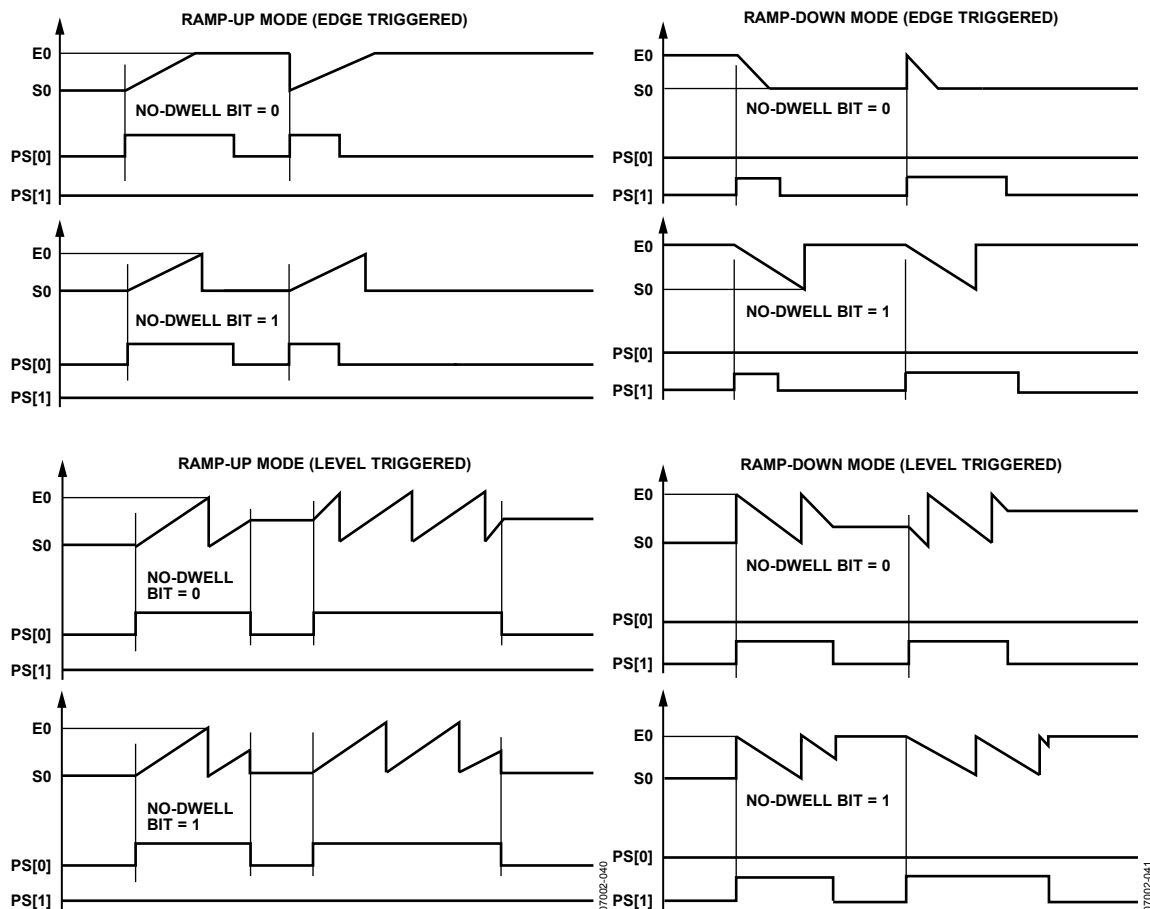 RAMP-UP MODE (EDGE TRIGGERED)
E0
S0
NO-DWELL BIT = 0
PS[0]
PS[1]
E0
S0
NO-DWELL BIT = 1
PS[0]
PS[1]
RAMP-DOWN MODE (EDGE TRIGGERED)
E0
S0
NO-DWELL BIT = 0
PS[0]
PS[1]
E0
S0
NO-DWELL BIT = 1
PS[0]
PS[1]
RAMP-UP MODE (LEVEL TRIGGERED)
E0
S0
NO-DWELL
BIT = 0
PS[0]
PS[1]
E0
S0
NO-DWELL
BIT = 1
PS[0]
PS[1]
07002-040
RAMP-DOWN MODE (LEVEL TRIGGERED)
E0
S0
NO-DWELL BIT = 0
PS[0]
PS[1]
E0
S0
NO-DWELL BIT = 1
PS[0]
PS[1]
07002-041